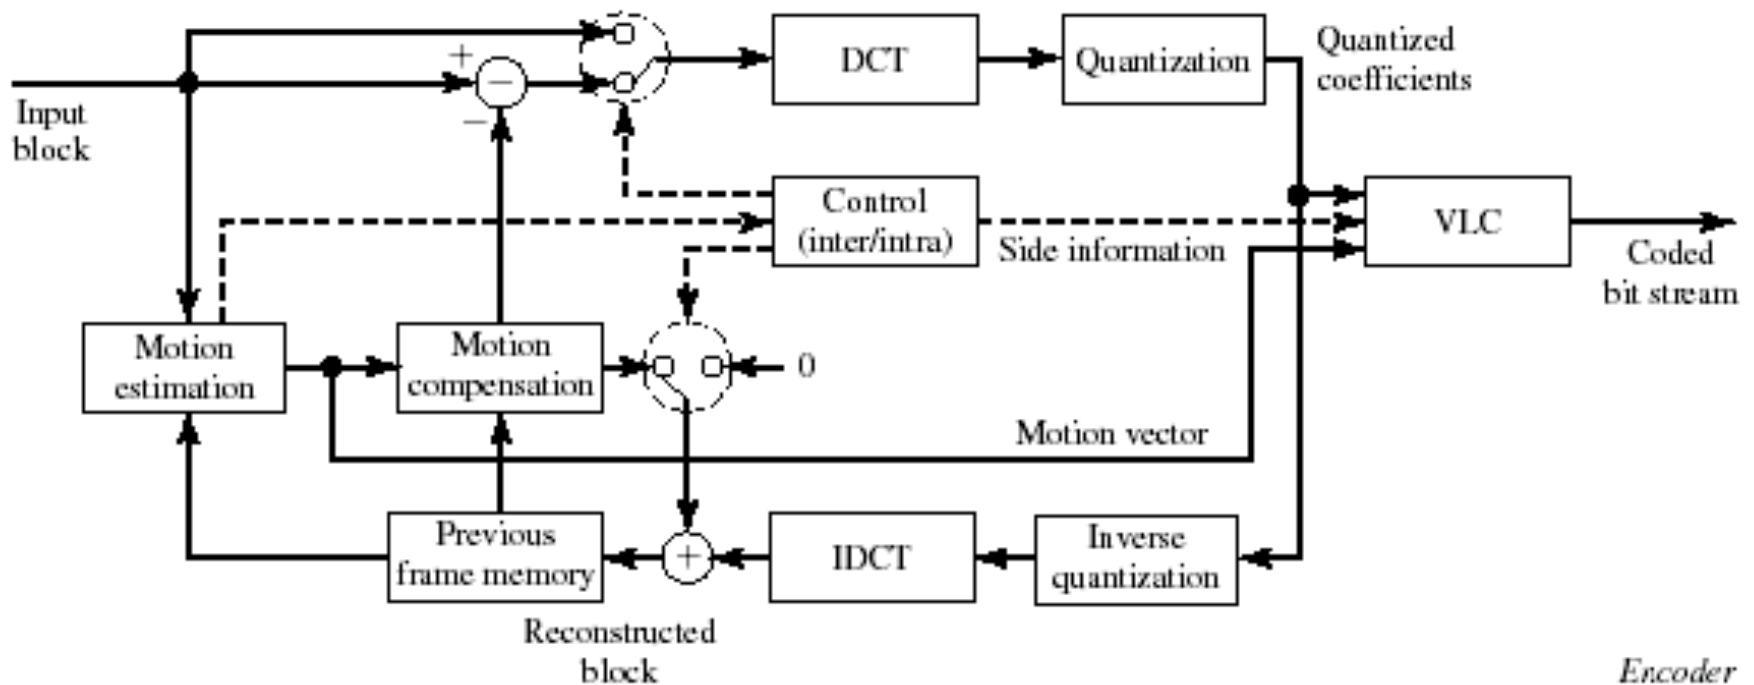 Input
block
+
−
−
DCT
Quantization
Quantized
coefficients
Control
(inter/intra)
Side information
VLC
Coded
bit stream
Motion
estimation
Motion
compensation
0
Motion vector
Previous
frame memory
+
IDCT
Inverse
quantization
Reconstructed
block
Encoder